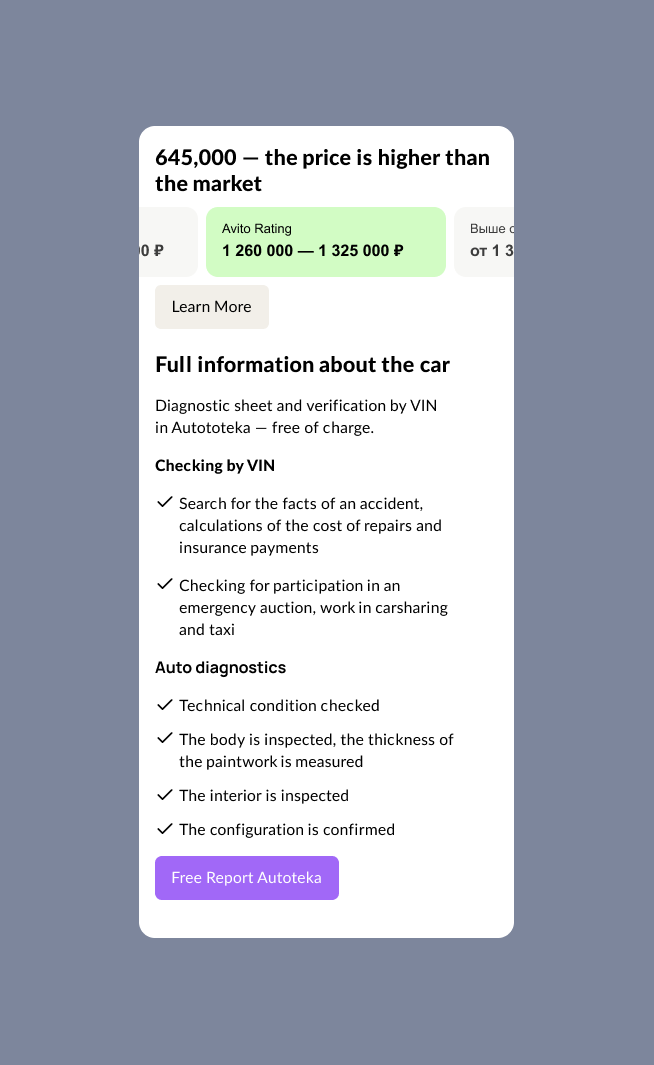 645,000 — the price is higher than
the market
0 ₽
Avito Rating
1 260 000 — 1 325 000 ₽
Выше
от 1 3
Learn More
Full information about the car
Diagnostic sheet and verification by VIN
in Autototeka — free of charge.
Checking by VIN
Search for the facts of an accident,
calculations of the cost of repairs and
insurance payments
Checking for participation in an
emergency auction, work in carsharing
and taxi
Auto diagnostics
Technical condition checked
The body is inspected, the thickness of
the paintwork is measured
The interior is inspected
The configuration is confirmed
Free Report Autoteka